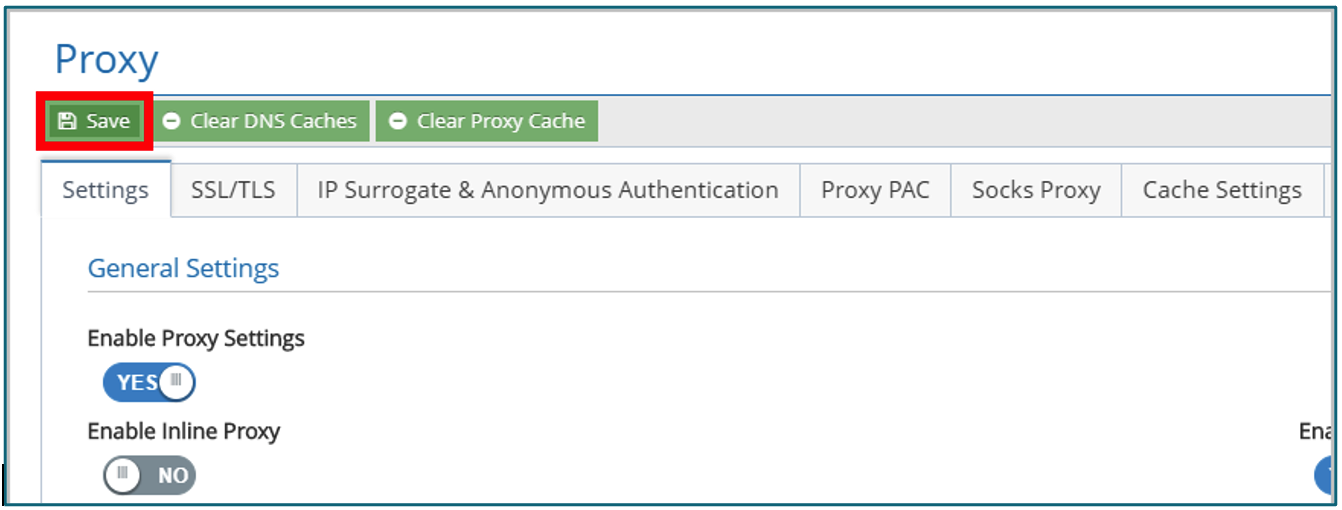 Proxy
Save Clear DNS Caches Clear Proxy Cache
Settings SSL/TLS IP Surrogate & Anonymous Authentication Proxy PAC Socks Proxy Cache Settings
General Settings
Enable Proxy Settings
YES
Enable Inline Proxy
NO